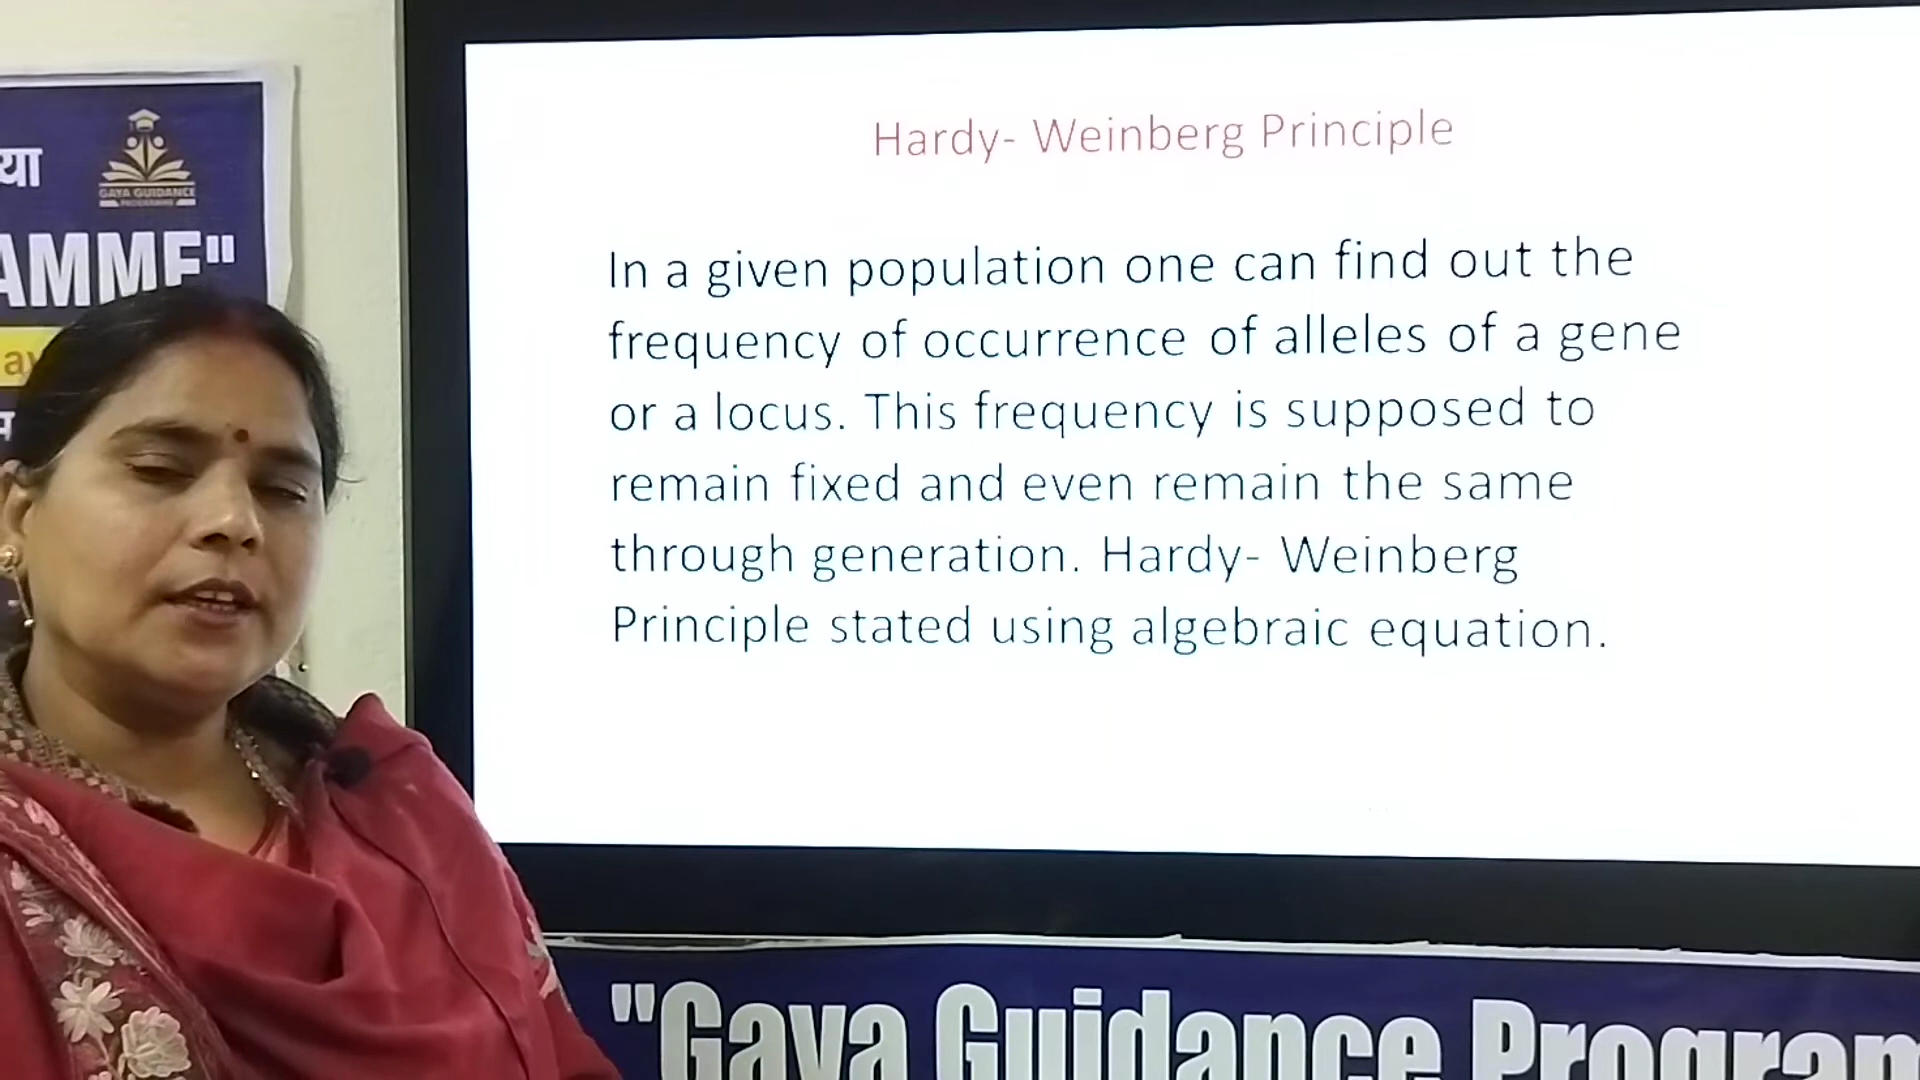 GAYA GUIDANCE
PROGRAMME
AMME"
Hardy- Weinberg Principle
In a given population one can find out the
frequency of occurrence of alleles of a gene
or a locus. This frequency is supposed to
remain fixed and even remain the same
through generation. Hardy- Weinberg
Principle stated using algebraic equation.
"Gaya Guidance Program